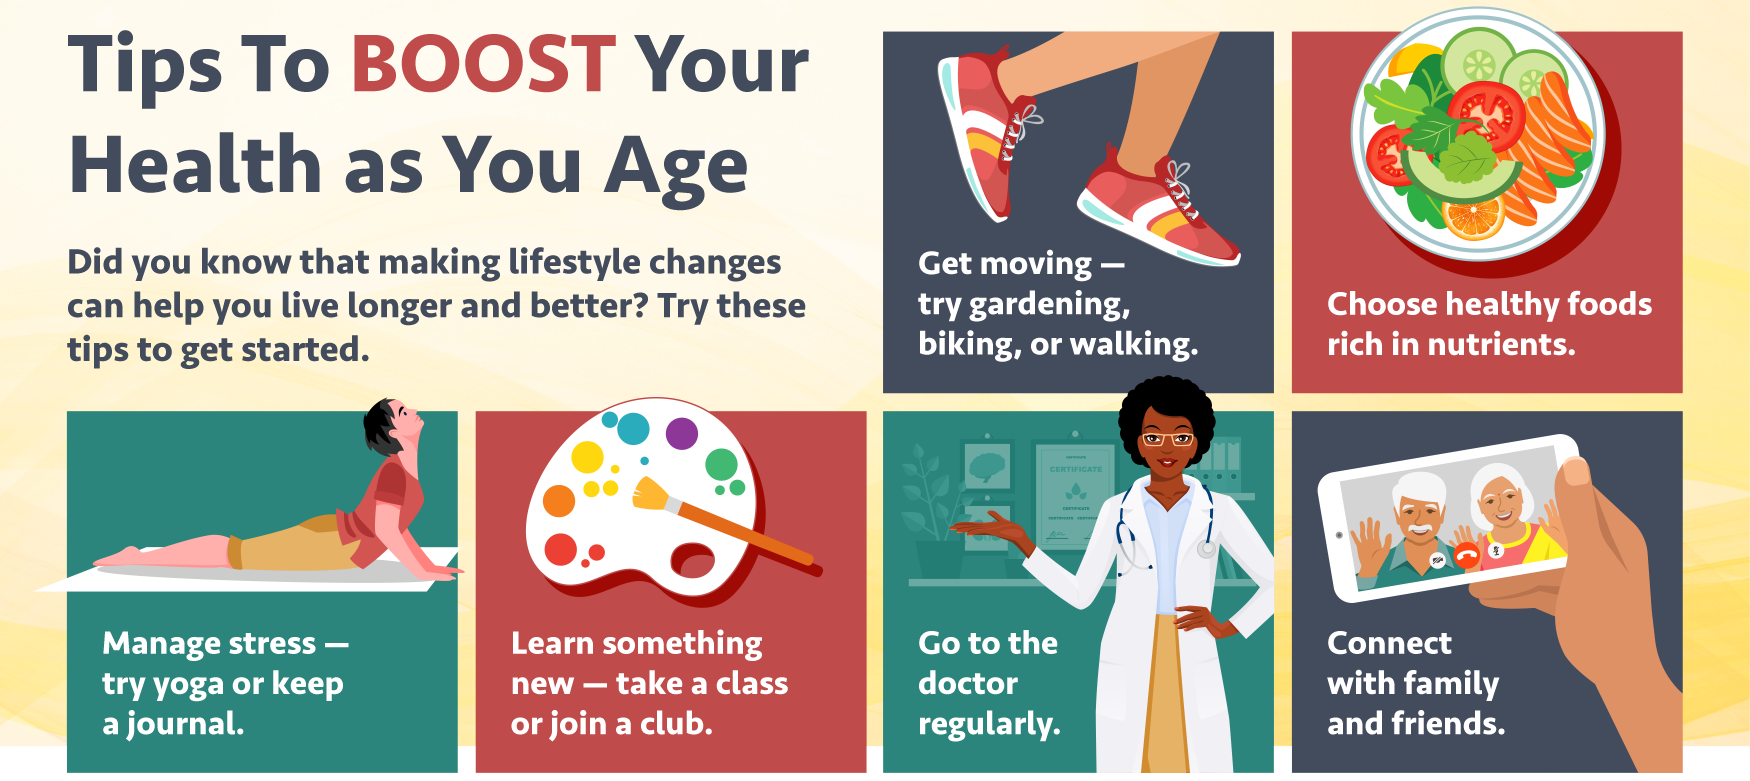 Tips To BOOST Your
Health as You Age
Did you know that making lifestyle changes
can help you live longer and better? Try these
tips to get started.
Get moving —
try gardening,
biking, or walking.
Choose healthy foods
rich in nutrients.
Manage stress —
try yoga or keep
a journal.
Learn something
new — take a class
or join a club.
CERTIFICATE
Go to the
doctor
regularly.
Connect
with family
and friends.